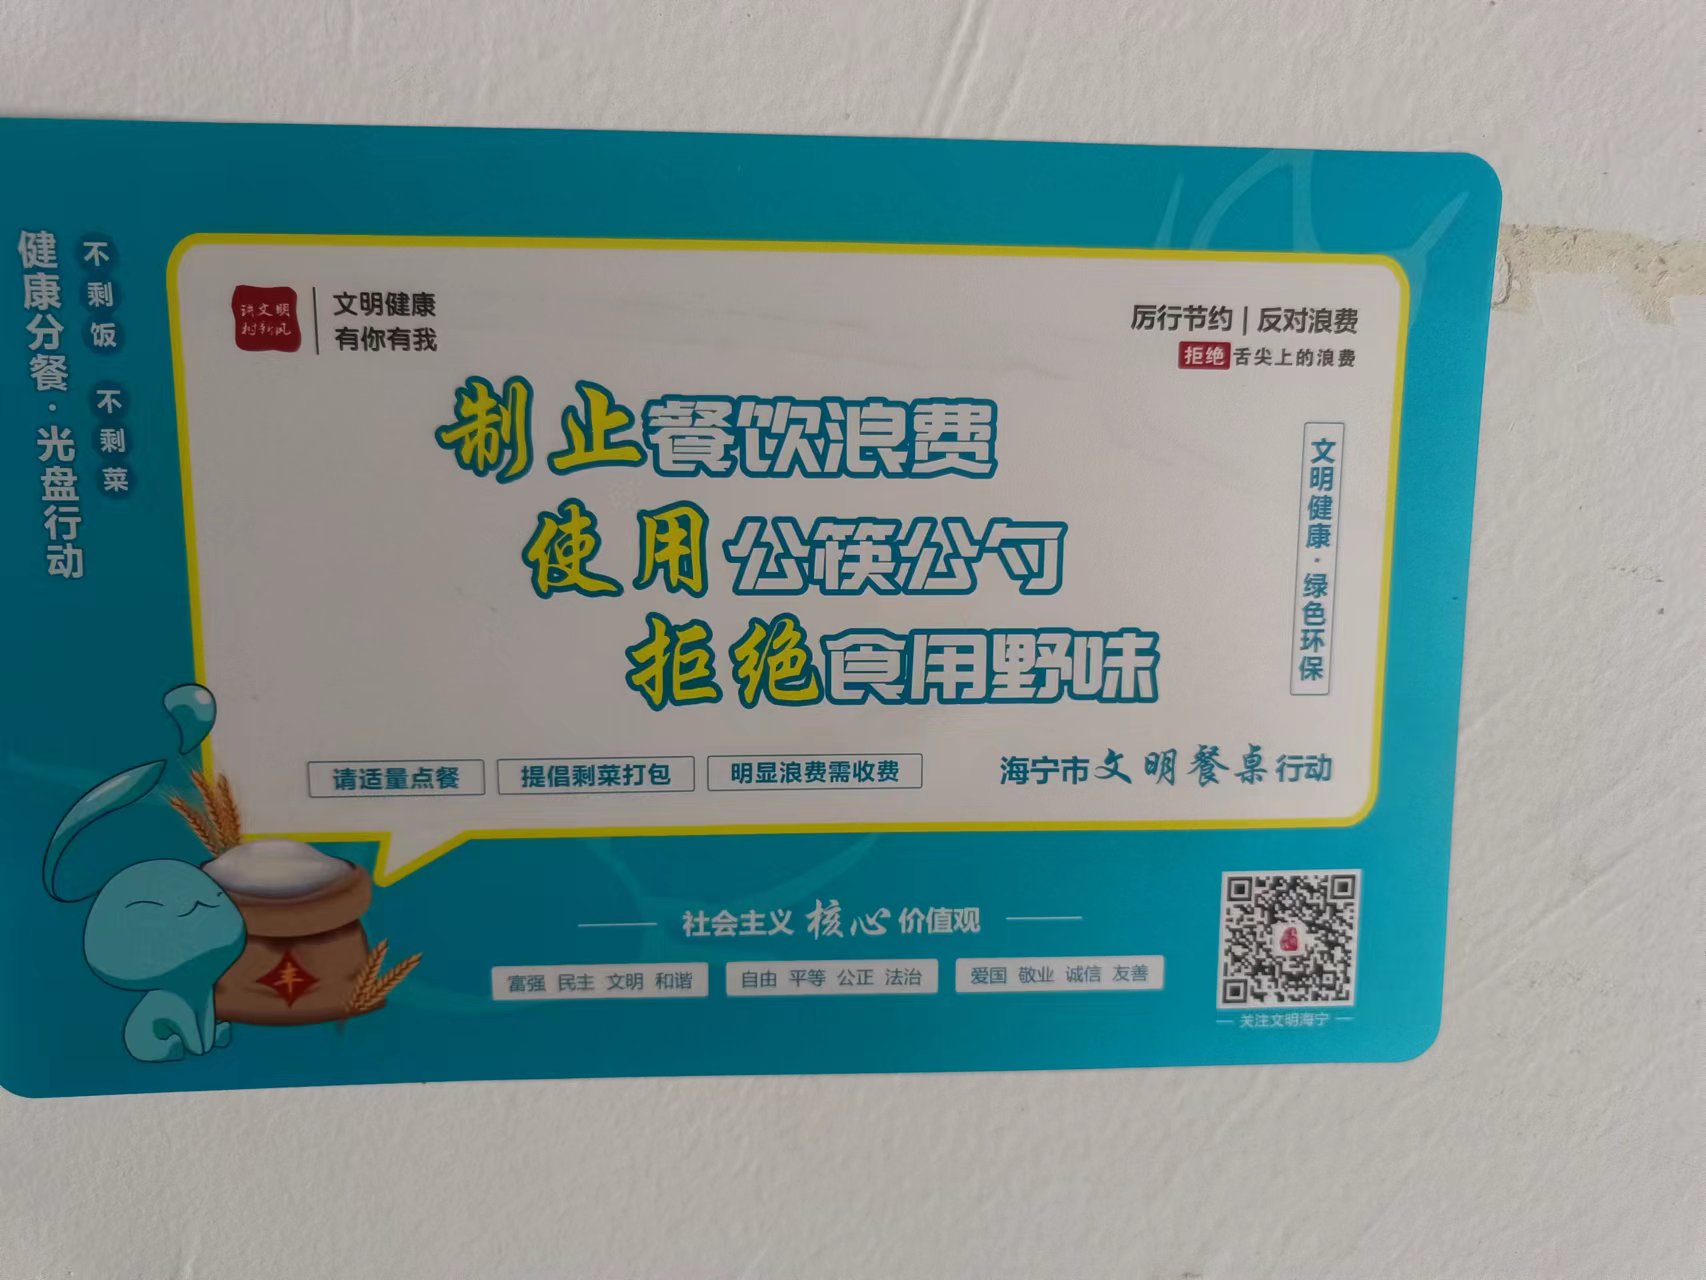 健康分餐·光盘行动
不剩饭 不剩菜
讲文明
树新风
文明健康
有你有我
厉行节约|反对浪费
拒绝舌尖上的浪费
制止餐饮浪费
使用公筷公勺
拒绝食用野味
文明健康·绿色环保
请适量点餐 提倡剩菜打包 明显浪费需收费
海宁市文明餐桌行动
丰
社会主义核心价值观
富强 民主 文明 和谐 自由 平等 公正 法治 爱国 敬业 诚信 友善
关注文明海宁